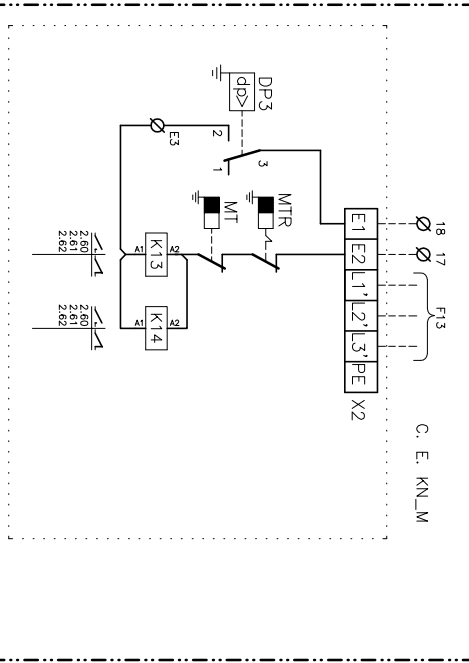 18
17
F13
C. E. KN_M
E1
E2
L1'
L2'
L3'
PE
X2
DP3
dp>
2
1
3
E3
MTR
MT
A1
K13
A2
A1
K14
A2
2.60
2.61
2.62
2.60
2.61
2.62